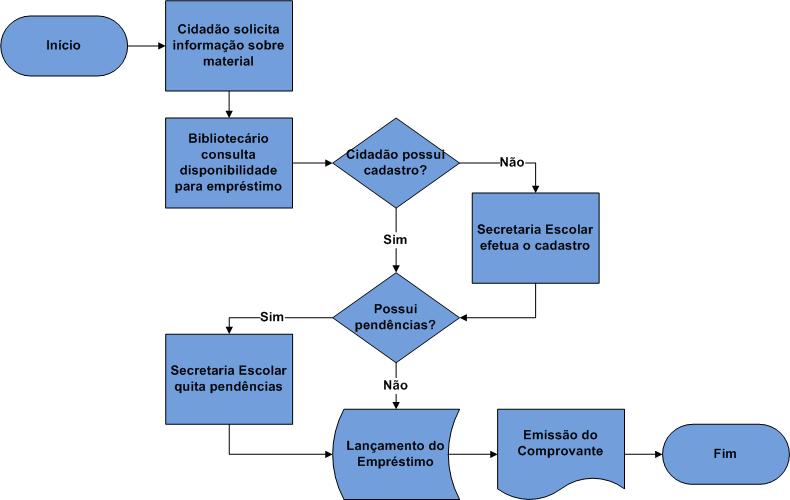 Início
Cidadão solicita
informação sobre
material
Bibliotecário
consulta
disponibilidade
para empréstimo
Cidadão possui
cadastro?
Não
Secretaria Escolar
efetua o cadastro
Sim
Possui
pendências?
Sim
Secretaria Escolar
quita pendências
Não
Lançamento do
Empréstimo
Emissão do
Comprovante
Fim